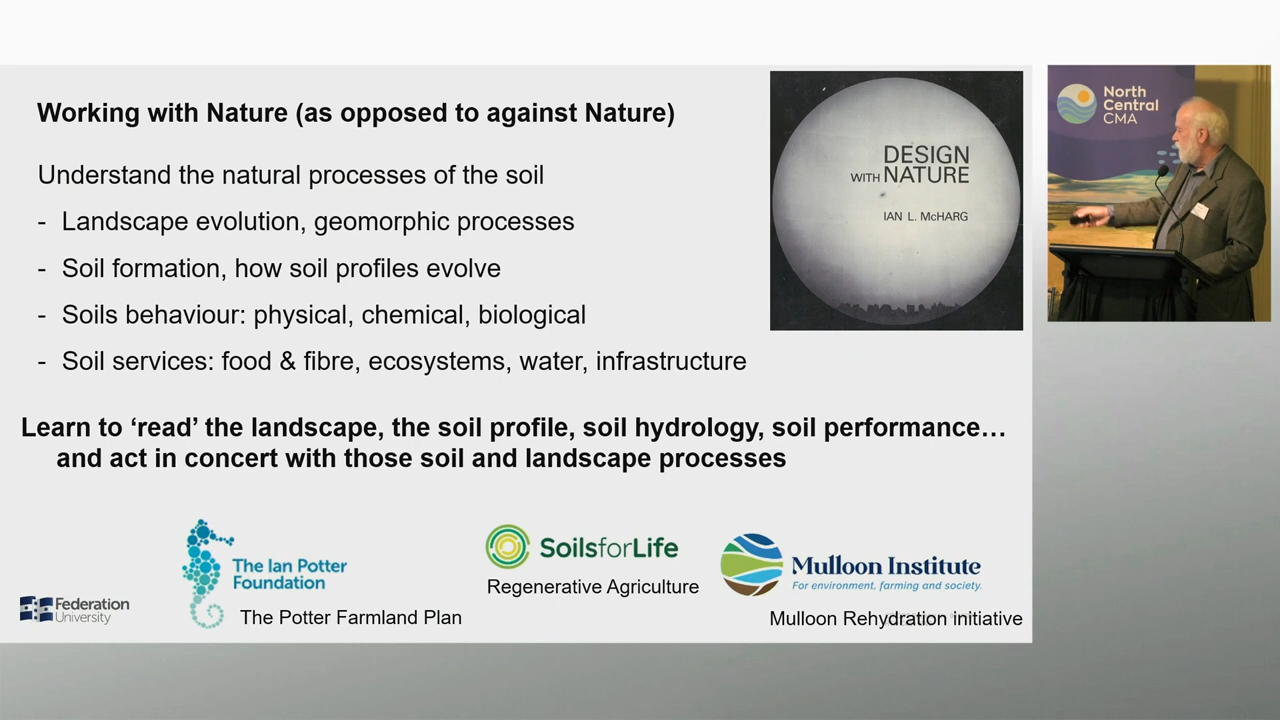 Working with Nature (as opposed to against Nature)
Understand the natural processes of the soil
- Landscape evolution, geomorphic processes
- Soil formation, how soil profiles evolve
- Soils behaviour: physical, chemical, biological
- Soil services: food & fibre, ecosystems, water, infrastructure
Learn to ‘read’ the landscape, the soil profile, soil hydrology, soil performance…
and act in concert with those soil and landscape processes
DESIGN
WITH NATURE
IAN L. McHARG
North
Central
CMA
Federation
University
The Ian Potter
Foundation
The Potter Farmland Plan
SoilsforLife
Regenerative Agriculture
Mulloon Institute
For environment, farming and society.
Mulloon Rehydration initiative